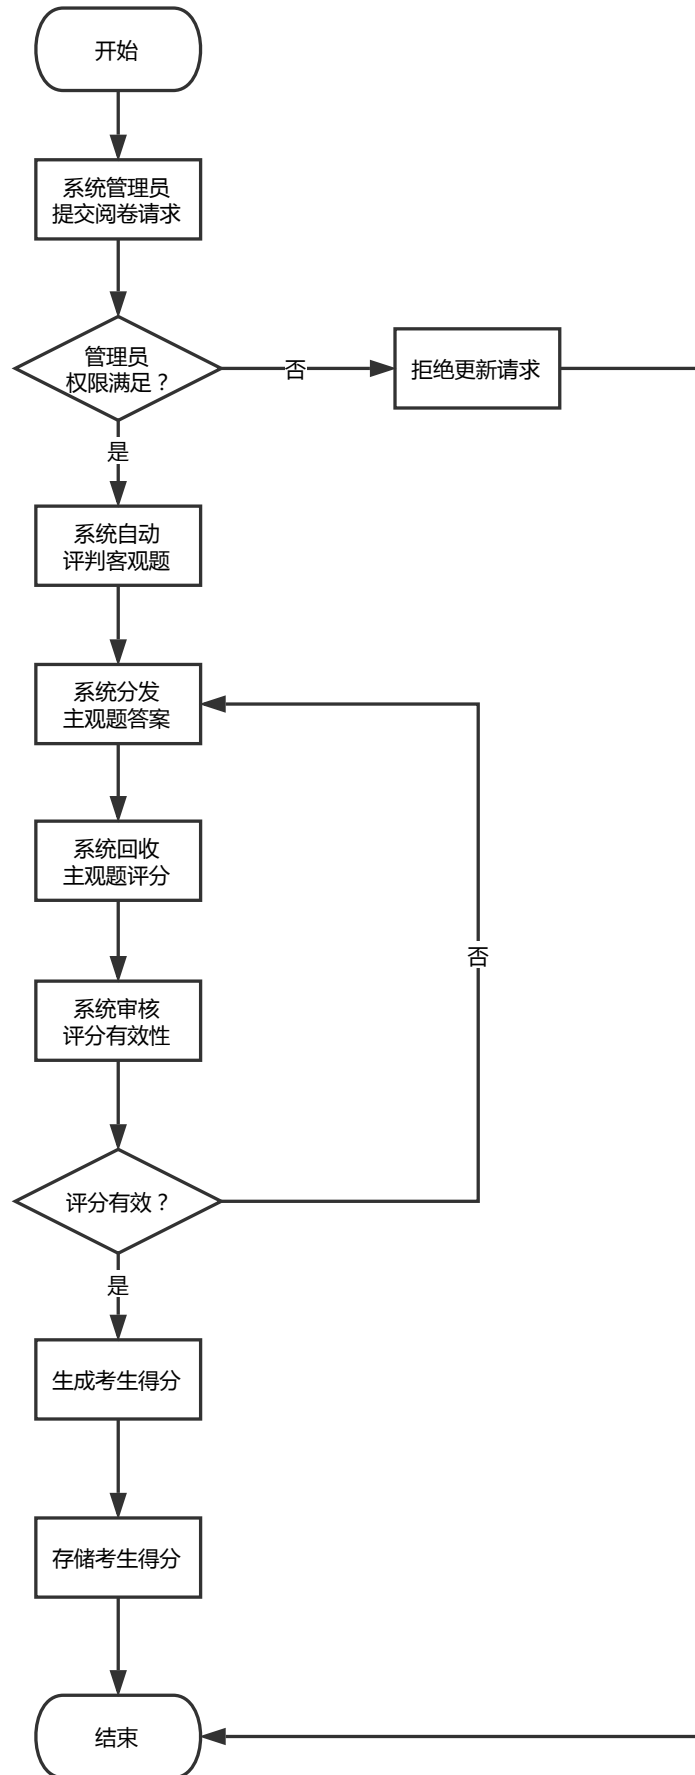 开始
系统管理员
提交阅卷请求
管理员
权限满足？
否
拒绝更新请求
是
系统自动
评判客观题
系统分发
主观题答案
系统回收
主观题评分
否
系统审核
评分有效性
评分有效？
是
生成考生得分
存储考生得分
结束